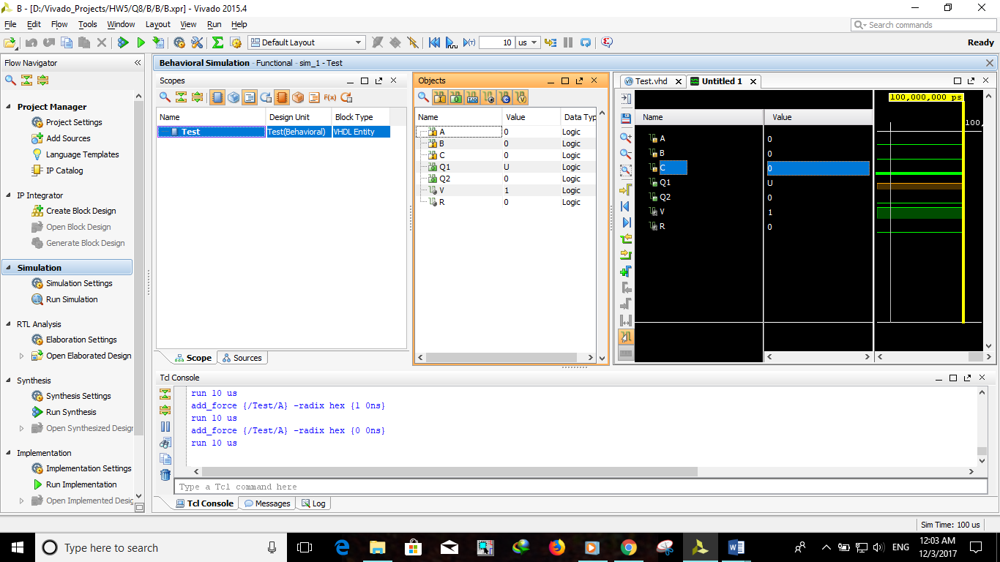 B - [D:/Vivado_Projects/HW5/Q8/B/B/B.xpr] - Vivado 2015.4
File Edit Flow Tools Window Layout View Run Help
Search commands
Default Layout
10 us
Ready
Flow Navigator
Project Manager
Project Settings
Add Sources
Language Templates
IP Catalog
IP Integrator
Create Block Design
Open Block Design
Generate Block Design
Simulation
Simulation Settings
Run Simulation
RTL Analysis
Elaboration Settings
Open Elaborated Design
Synthesis
Synthesis Settings
Run Synthesis
Open Synthesized Design
Implementation
Implementation Settings
Run Implementation
Open Implemented Desig
Behavioral Simulation - Functional - sim_1 - Test
Scopes
F(x)
Name Design Unit Block Type
Test Test(Behavioral) VHDL Entity
Scope Sources
Objects
Name Value Data Typ
A 0 Logic
B 0 Logic
C 0 Logic
Q1 U Logic
Q2 0 Logic
V 1 Logic
R 0 Logic
Test.vhd Untitled 1
Name Value
A 0
B 0
C 0
Q1 U
Q2 0
V 1
R 0
100,000,000 ps
100,
Tcl Console
run 10 us
add_force {/Test/A} -radix hex {1 0ns}
run 10 us
add_force {/Test/A} -radix hex {0 0ns}
run 10 us
Type a Tcl command here
Tcl Console Messages Log
Sim Time: 100 us
Type here to search
ENG
12:03 AM
12/3/2017